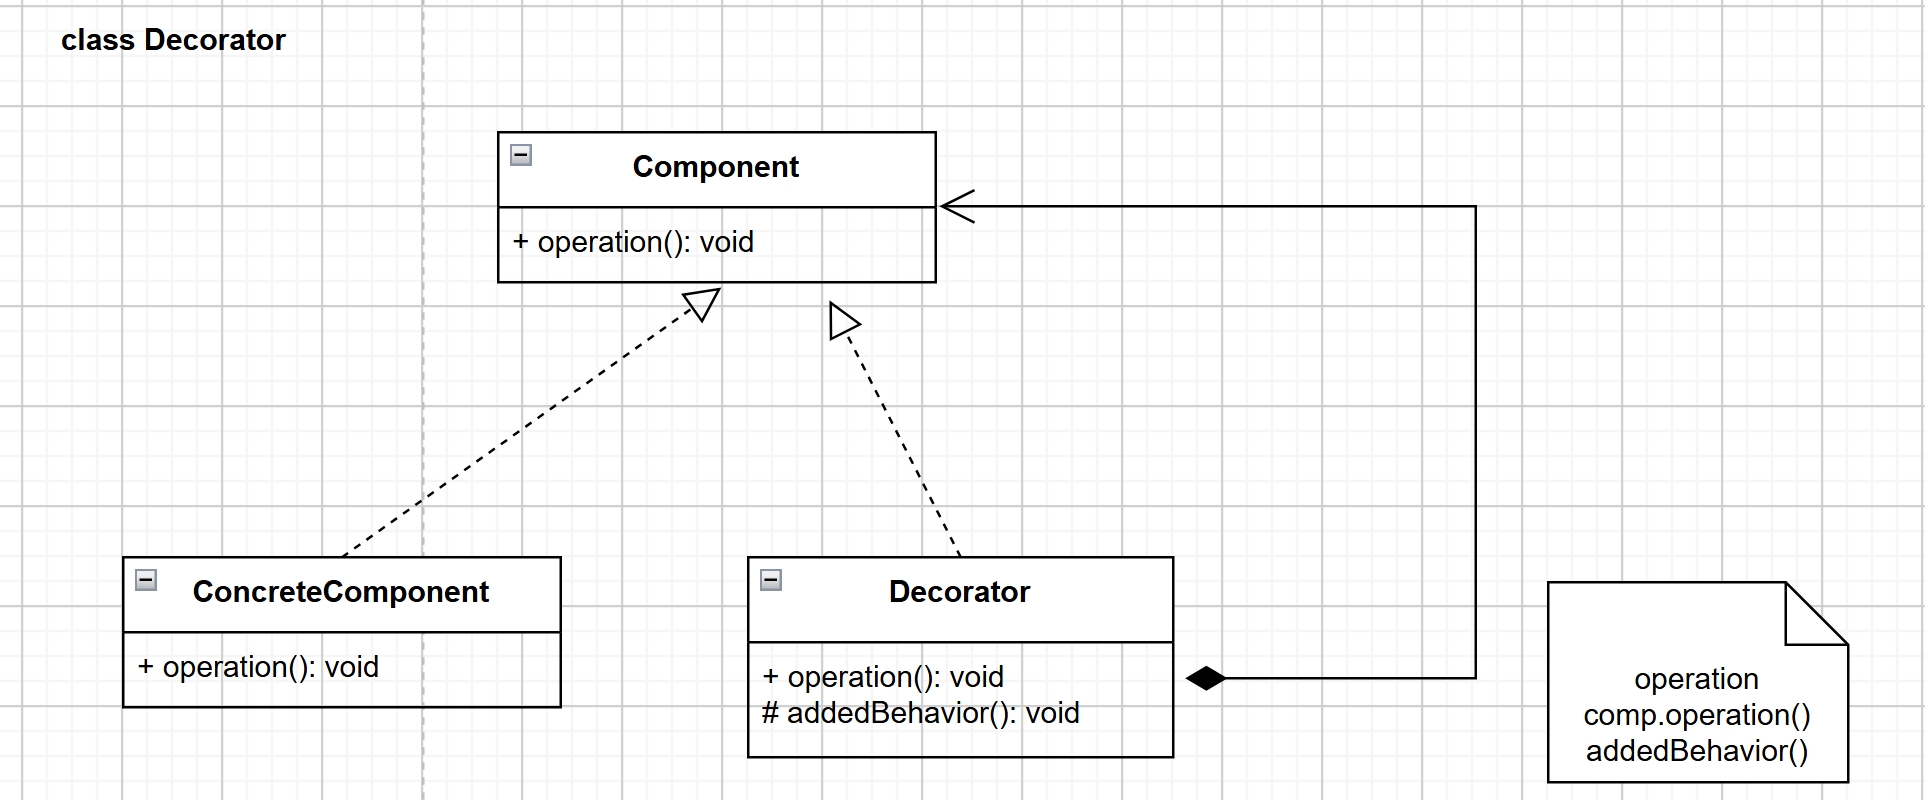 class Decorator
Component
+ operation(): void
ConcreteComponent
+ operation(): void
Decorator
+ operation(): void
# addedBehavior(): void
operation
comp.operation()
addedBehavior()